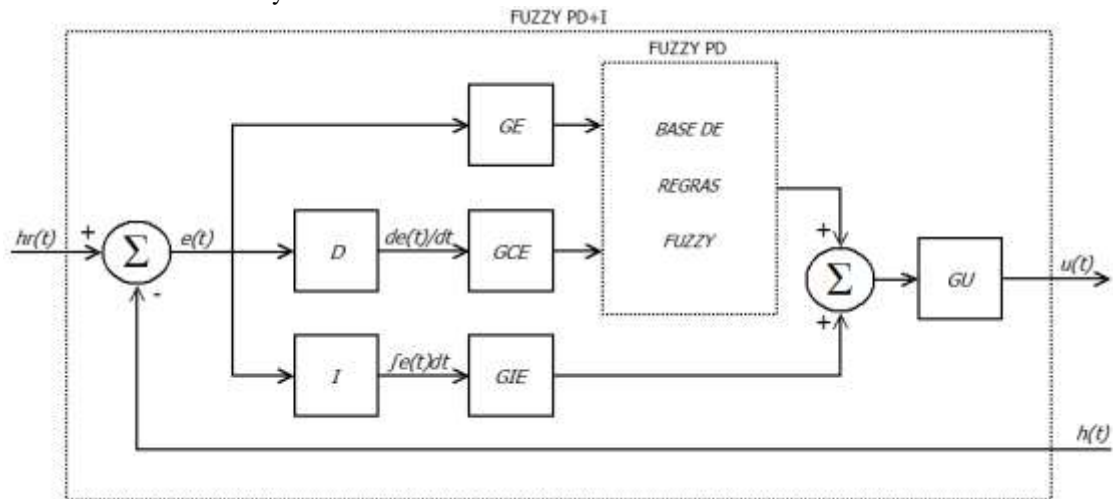 FUZZY PD+I
FUZZY PD
GE
BASE DE
REGRAS
FUZZY
hr(t)
+
Σ
-
e(t)
D
de(t)/dt
GCE
+
Σ
+
GU
u(t)
I
∫e(t)dt
GIE
h(t)